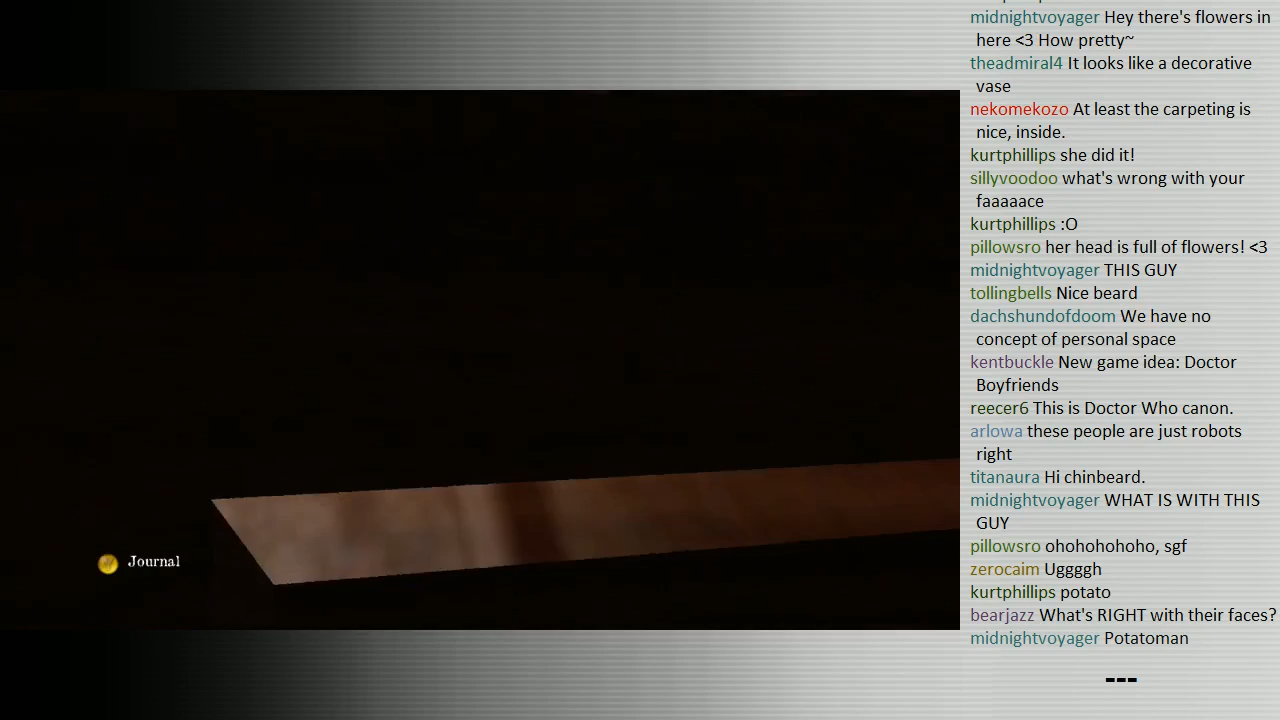 midnightvoyager Hey there's flowers in
here <3 How pretty~
theadmiral4 It looks like a decorative
vase
nekomekozo At least the carpeting is
nice, inside.
kurtphillips she did it!
sillyvoodoo what's wrong with your
faaaaace
kurtphillips :O
pillowsro her head is full of flowers! <3
midnightvoyager THIS GUY
tollingbells Nice beard
dachshundofdoom We have no
concept of personal space
kentbuckle New game idea: Doctor
Boyfriends
reecer6 This is Doctor Who canon.
arlowa these people are just robots
right
titanaura Hi chinbeard.
midnightvoyager WHAT IS WITH THIS
GUY
pillowsro ohohohohoho, sgf
zerocaim Uggggh
kurtphillips potato
bearjazz What's RIGHT with their faces?
midnightvoyager Potatoman
---
Journal